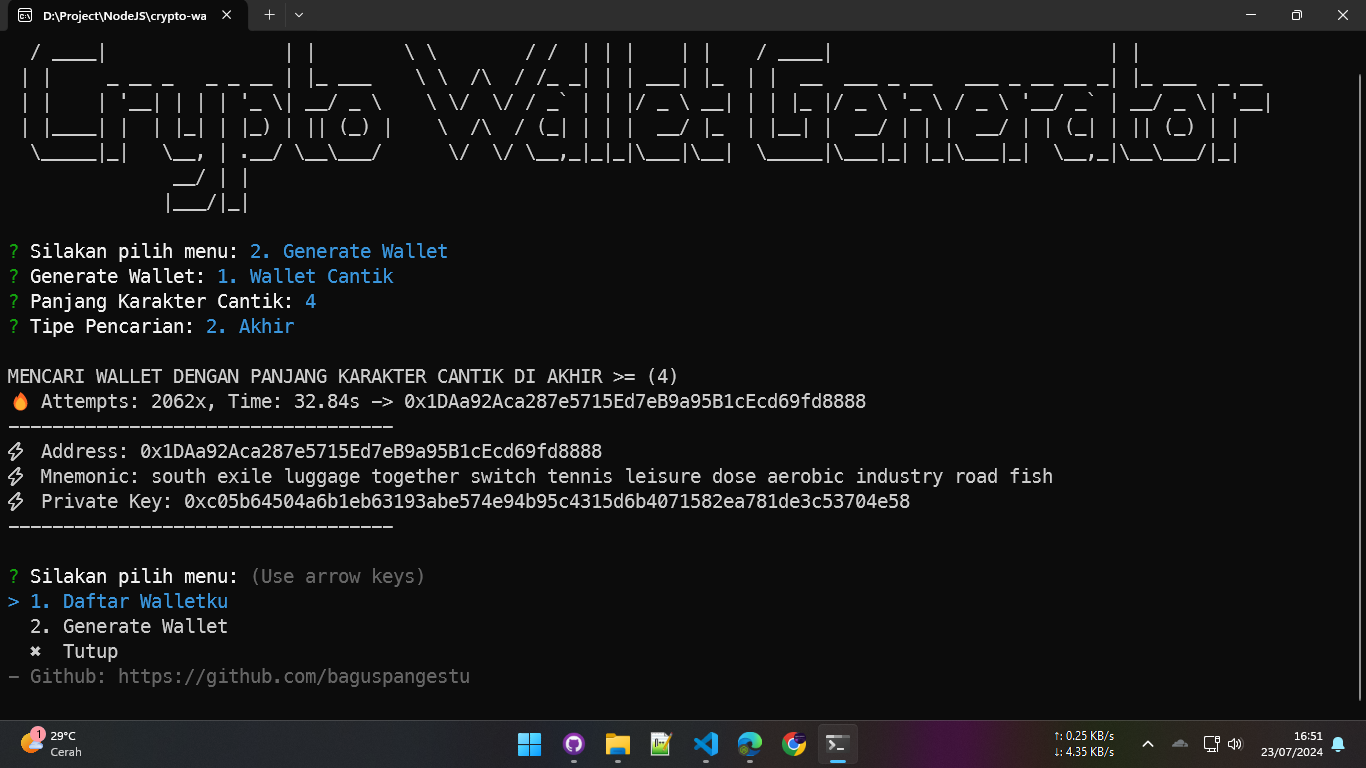 D:\Project\NodeJS\crypto-wa
Crypto Wallet Generator
? Silakan pilih menu: 2. Generate Wallet
? Generate Wallet: 1. Wallet Cantik
? Panjang Karakter Cantik: 4
? Tipe Pencarian: 2. Akhir
MENCARI WALLET DENGAN PANJANG KARAKTER CANTIK DI AKHIR >= (4)
🔥 Attempts: 2062x, Time: 32.84s —> 0x1DAa92Aca287e5715Ed7eB9a95B1cEcd69fd8888
———————————————————————————————————
⚡ Address: 0x1DAa92Aca287e5715Ed7eB9a95B1cEcd69fd8888
⚡ Mnemonic: south exile luggage together switch tennis leisure dose aerobic industry road fish
⚡ Private Key: 0xc05b64504a6b1eb63193abe574e94b95c4315d6b4071582ea781de3c53704e58
———————————————————————————————————
? Silakan pilih menu: (Use arrow keys)
> 1. Daftar Walletku
2. Generate Wallet
✖ Tutup
— Github: https://github.com/baguspangestu
1
29°C
Cerah
↑: 0.25 KB/s
↓: 4.35 KB/s
16:51
23/07/2024